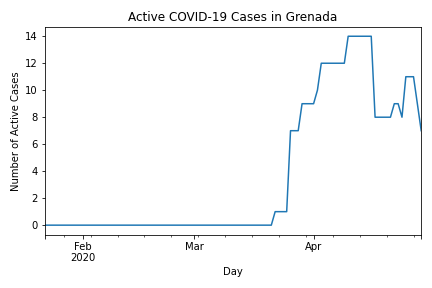 Active COVID-19 Cases in Grenada
Number of Active Cases
14
12
10
8
6
4
2
0
Feb
2020
Mar
Apr
Day